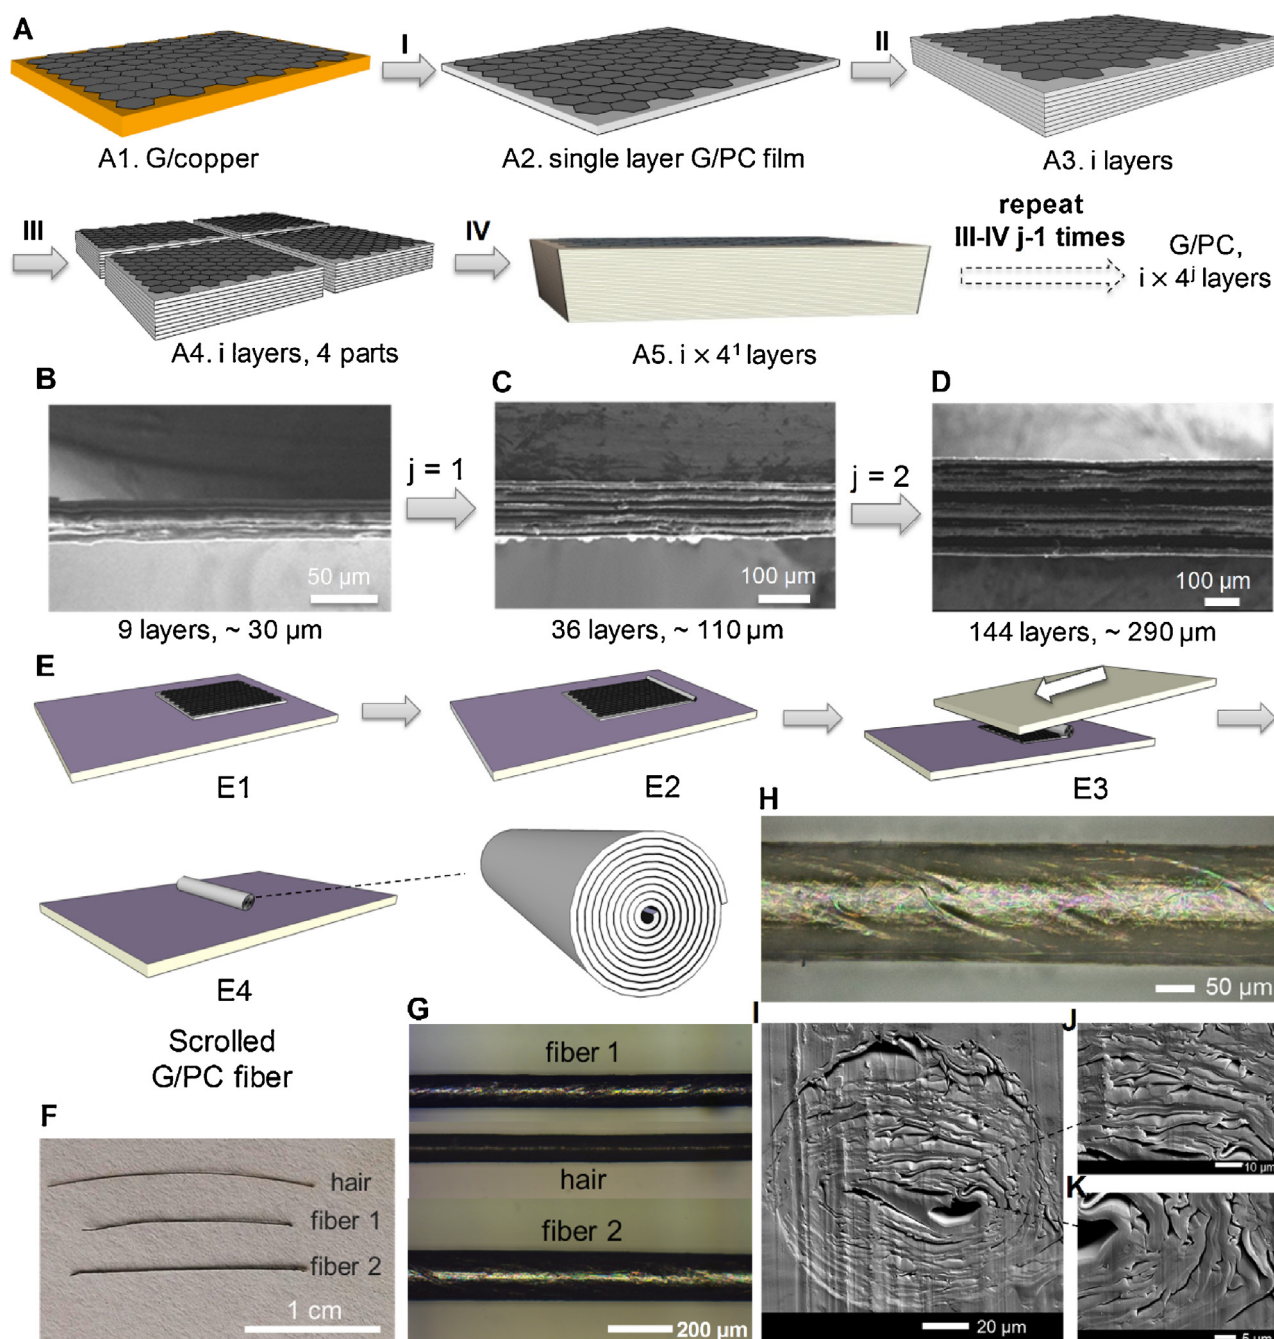 A
I
II
A1. G/copper
A2. single layer G/PC film
A3. i layers
III
IV
repeat
III-IV j-1 times
G/PC,
i × 4ʲ layers
A4. i layers, 4 parts
A5. i × 4¹ layers
B
C
D
j = 1
j = 2
50 µm
100 µm
100 µm
9 layers, ~ 30 µm
36 layers, ~ 110 µm
144 layers, ~ 290 µm
E
E1
E2
E3
H
50 µm
E4
Scrolled
G/PC fiber
G
fiber 1
hair
fiber 2
200 µm
I
20 µm
J
10 µm
K
5 µm
F
hair
fiber 1
fiber 2
1 cm